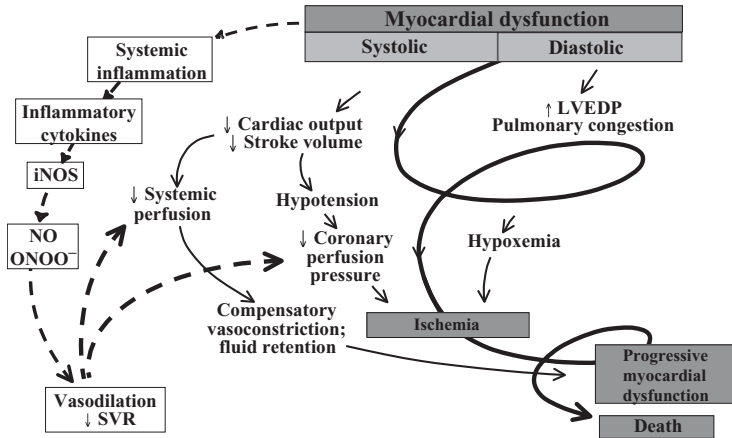 Myocardial dysfunction
Systolic
Diastolic
Systemic
inflammation
Inflammatory
cytokines
iNOS
NO
ONOO⁻
Vasodilation
↓ SVR
↓ Cardiac output
↓ Stroke volume
↓ Systemic
perfusion
Hypotension
↓ Coronary
perfusion
pressure
Compensatory
vasoconstriction;
fluid retention
↑ LVEDP
Pulmonary congestion
Hypoxemia
Ischemia
Progressive
myocardial
dysfunction
Death